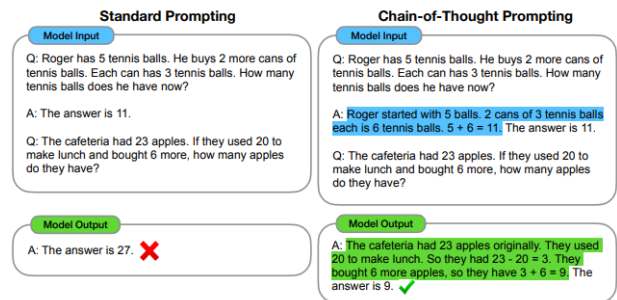 Standard Prompting
Model Input
Q: Roger has 5 tennis balls. He buys 2 more cans of
tennis balls. Each can has 3 tennis balls. How many
tennis balls does he have now?
A: The answer is 11.
Q: The cafeteria had 23 apples. If they used 20 to
make lunch and bought 6 more, how many apples
do they have?
Model Output
A: The answer is 27.
Chain-of-Thought Prompting
Model Input
Q: Roger has 5 tennis balls. He buys 2 more cans of
tennis balls. Each can has 3 tennis balls. How many
tennis balls does he have now?
A: Roger started with 5 balls. 2 cans of 3 tennis balls
each is 6 tennis balls. 5 + 6 = 11. The answer is 11.
Q: The cafeteria had 23 apples. If they used 20 to
make lunch and bought 6 more, how many apples
do they have?
Model Output
A: The cafeteria had 23 apples originally. They used
20 to make lunch. So they had 23 - 20 = 3. They
bought 6 more apples, so they have 3 + 6 = 9. The
answer is 9.